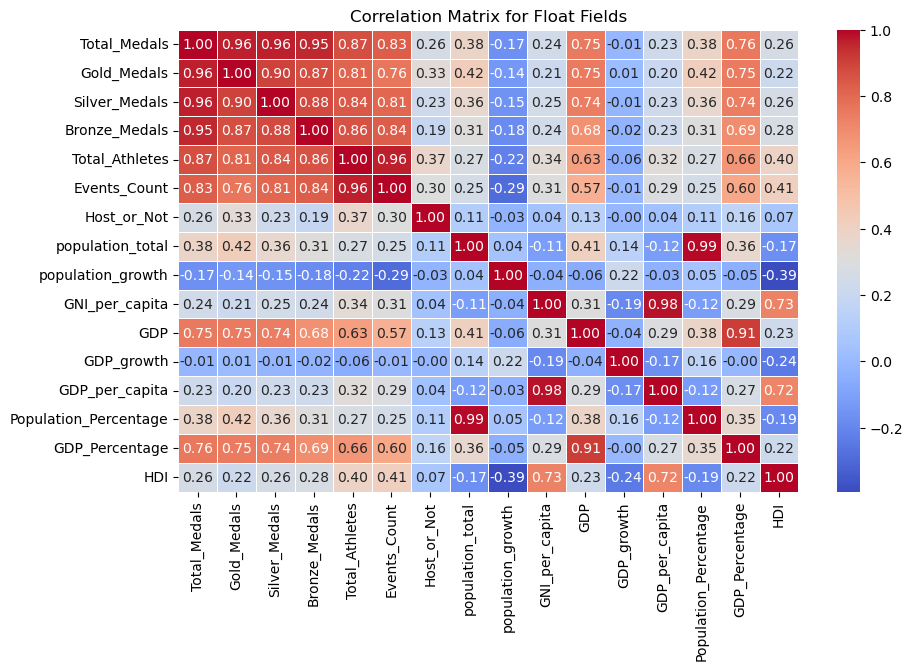 Correlation Matrix for Float Fields
Total_Medals 1.00 0.96 0.96 0.95 0.87 0.83 0.26 0.38 -0.17 0.24 0.75 -0.01 0.23 0.38 0.76 0.26
Gold_Medals 0.96 1.00 0.90 0.87 0.81 0.76 0.33 0.42 -0.14 0.21 0.75 0.01 0.20 0.42 0.75 0.22
Silver_Medals 0.96 0.90 1.00 0.88 0.84 0.81 0.23 0.36 -0.15 0.25 0.74 -0.01 0.23 0.36 0.74 0.26
Bronze_Medals 0.95 0.87 0.88 1.00 0.86 0.84 0.19 0.31 -0.18 0.24 0.68 -0.02 0.23 0.31 0.69 0.28
Total_Athletes 0.87 0.81 0.84 0.86 1.00 0.96 0.37 0.27 -0.22 0.34 0.63 -0.06 0.32 0.27 0.66 0.40
Events_Count 0.83 0.76 0.81 0.84 0.96 1.00 0.30 0.25 -0.29 0.31 0.57 -0.01 0.29 0.25 0.60 0.41
Host_or_Not 0.26 0.33 0.23 0.19 0.37 0.30 1.00 0.11 -0.03 0.04 0.13 -0.00 0.04 0.11 0.16 0.07
population_total 0.38 0.42 0.36 0.31 0.27 0.25 0.11 1.00 0.04 -0.11 0.41 0.14 -0.12 0.99 0.36 -0.17
population_growth -0.17 -0.14 -0.15 -0.18 -0.22 -0.29 -0.03 0.04 1.00 -0.04 -0.06 0.22 -0.03 0.05 -0.05 -0.39
GNI_per_capita 0.24 0.21 0.25 0.24 0.34 0.31 0.04 -0.11 -0.04 1.00 0.31 -0.19 0.98 -0.12 0.29 0.73
GDP 0.75 0.75 0.74 0.68 0.63 0.57 0.13 0.41 -0.06 0.31 1.00 -0.04 0.29 0.38 0.91 0.23
GDP_growth -0.01 0.01 -0.01 -0.02 -0.06 -0.01 -0.00 0.14 0.22 -0.19 -0.04 1.00 -0.17 0.16 -0.00 -0.24
GDP_per_capita 0.23 0.20 0.23 0.23 0.32 0.29 0.04 -0.12 -0.03 0.98 0.29 -0.17 1.00 -0.12 0.27 0.72
Population_Percentage 0.38 0.42 0.36 0.31 0.27 0.25 0.11 0.99 0.05 -0.12 0.38 0.16 -0.12 1.00 0.35 -0.19
GDP_Percentage 0.76 0.75 0.74 0.69 0.66 0.60 0.16 0.36 -0.05 0.29 0.91 -0.00 0.27 0.35 1.00 0.22
HDI 0.26 0.22 0.26 0.28 0.40 0.41 0.07 -0.17 -0.39 0.73 0.23 -0.24 0.72 -0.19 0.22 1.00
Total_Medals
Gold_Medals
Silver_Medals
Bronze_Medals
Total_Athletes
Events_Count
Host_or_Not
population_total
population_growth
GNI_per_capita
GDP
GDP_growth
GDP_per_capita
Population_Percentage
GDP_Percentage
HDI
1.0
0.8
0.6
0.4
0.2
0.0
−0.2